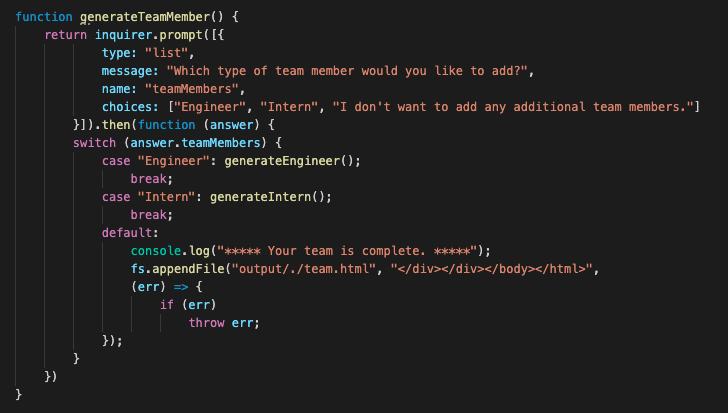 function generateTeamMember() {
    return inquirer.prompt([{
            type: "list",
            message: "Which type of team member would you like to add?",
            name: "teamMembers",
            choices: ["Engineer", "Intern", "I don't want to add any additional team members."]
        }]).then(function (answer) {
        switch (answer.teamMembers) {
            case "Engineer": generateEngineer();
                break;
            case "Intern": generateIntern();
                break;
            default:
                console.log("***** Your team is complete. *****");
                fs.appendFile("output/./team.html", "</div></div></body></html>",
                (err) => {
                    if (err)
                        throw err;
            });
        }
    })
}